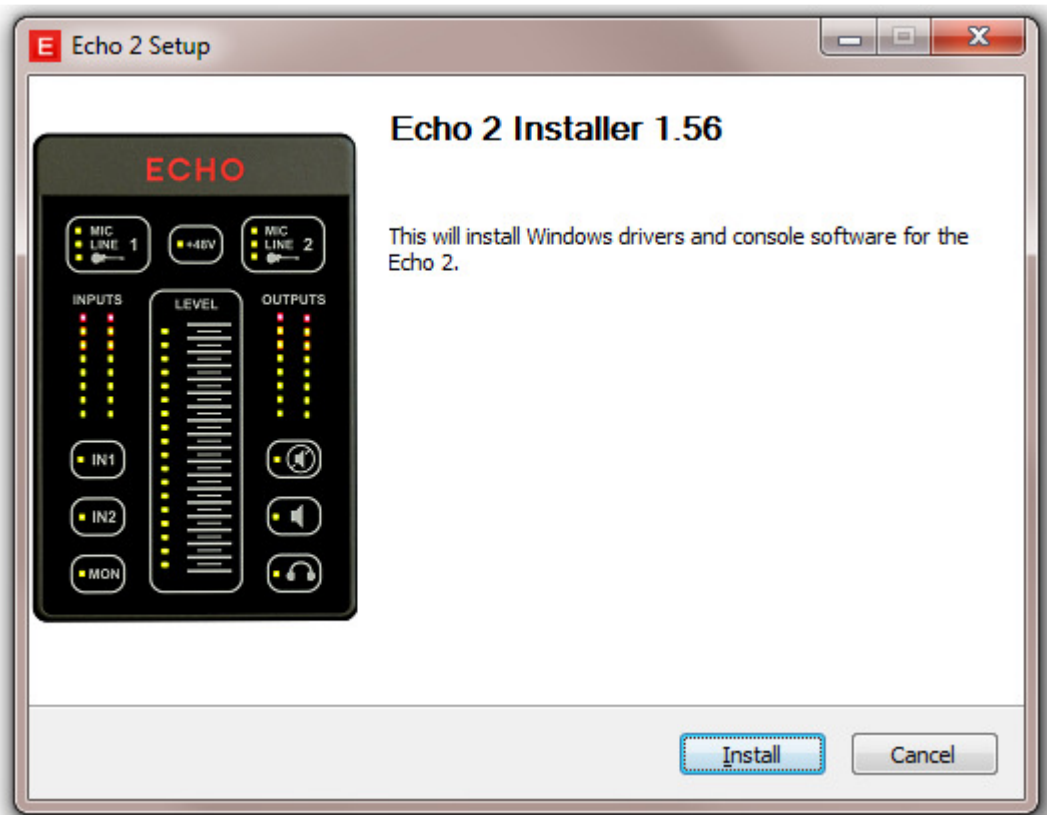 E Echo 2 Setup
Echo 2 Installer 1.56
This will install Windows drivers and console software for the
Echo 2.
ECHO
MIC
LINE 1
+48V
MIC
LINE 2
INPUTS
LEVEL
OUTPUTS
IN1
IN2
MON
Install
Cancel